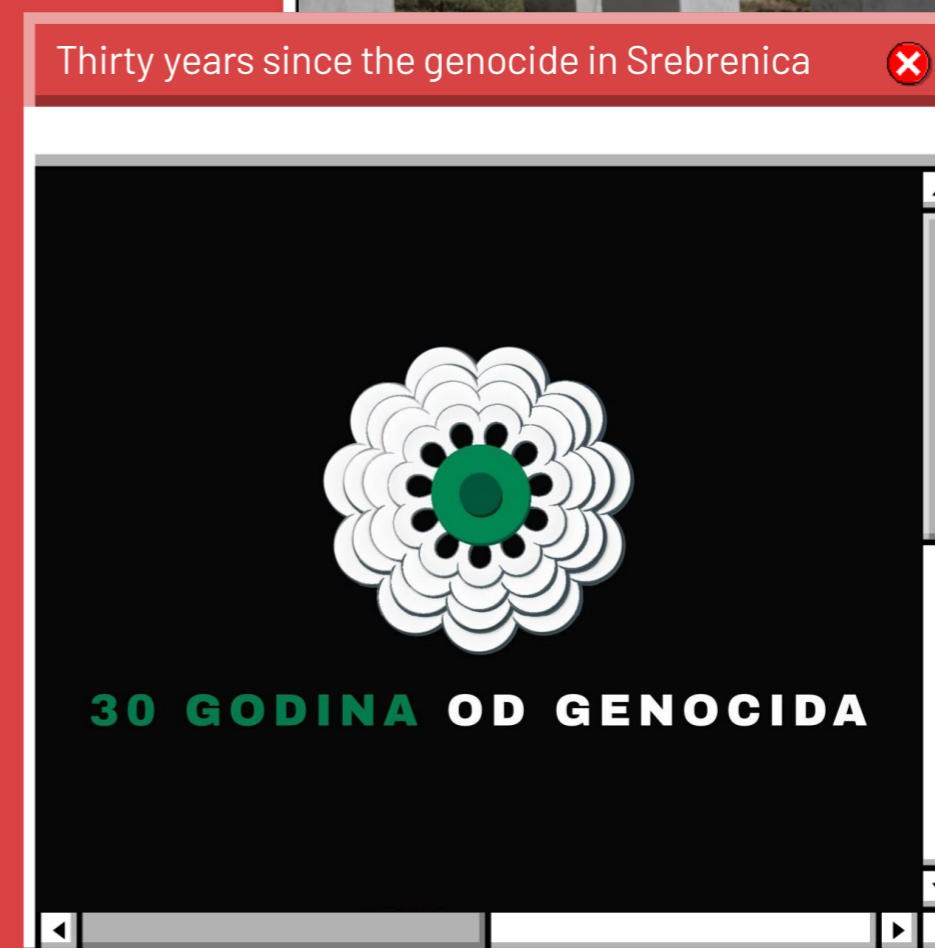 Thirty years since the genocide in Srebrenica
30 GODINA OD GENOCIDA